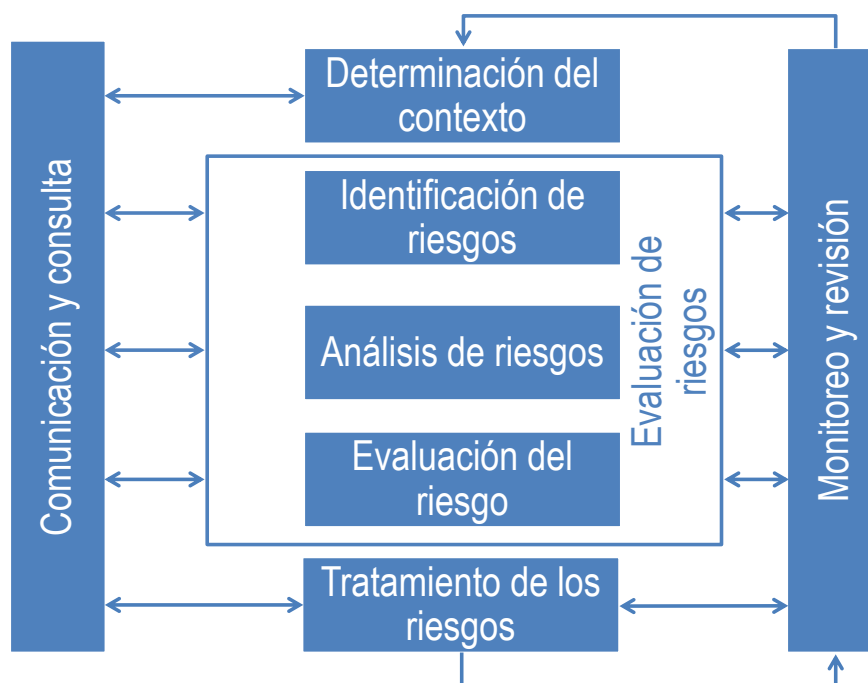 Comunicación y consulta
Determinación del
contexto
Identificación de
riesgos
Análisis de riesgos
Evaluación del
riesgo
Evaluación de
riesgos
Tratamiento de los
riesgos
Monitoreo y revisión